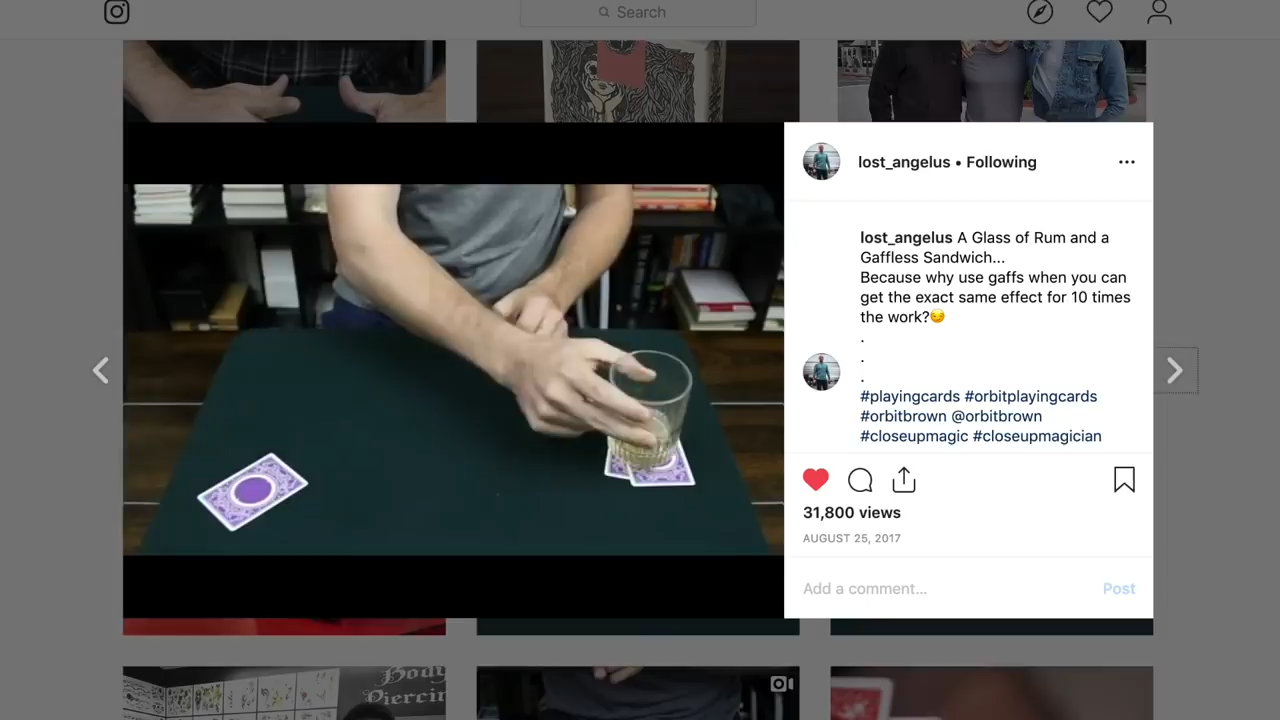 Search
lost_angelus • Following
lost_angelus A Glass of Rum and a
Gaffless Sandwich...
Because why use gaffs when you can
get the exact same effect for 10 times
the work?😏
.
.
.
#playingcards #orbitplayingcards
#orbitbrown @orbitbrown
#closeupmagic #closeupmagician
31,800 views
AUGUST 25, 2017
Add a comment... Post
Body
Piercin